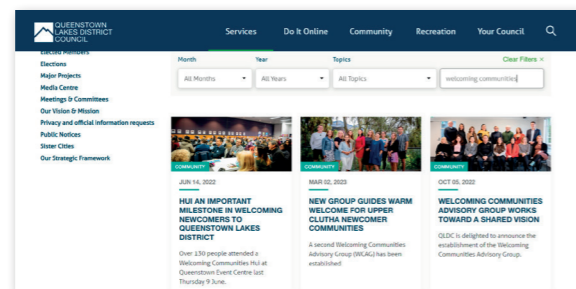 QUEENSTOWN
LAKES DISTRICT
COUNCIL
Services Do It Online Community Recreation Your Council
Elected Members
Elections
Major Projects
Media Centre
Meetings & Committees
Our Vision & Mission
Privacy and official information requests
Public Notices
Sister Cities
Our Strategic Framework
Month Year Topics Clear Filters ×
All Months All Years All Topics welcoming communities
COMMUNITY
JUN 14, 2022
HUI AN IMPORTANT
MILESTONE IN WELCOMING
NEWCOMERS TO
QUEENSTOWN LAKES
DISTRICT
Over 130 people attended a
Welcoming Communities Hui at
Queenstown Event Centre last
Thursday 9 June.
COMMUNITY
MAR 02, 2023
NEW GROUP GUIDES WARM
WELCOME FOR UPPER
CLUTHA NEWCOMER
COMMUNITIES
A second Welcoming Communities
Advisory Group (WCAG) has been
established
COMMUNITY
OCT 05, 2022
WELCOMING COMMUNITIES
ADVISORY GROUP WORKS
TOWARD A SHARED VISION
QLDC is delighted to announce the
establishment of the Welcoming
Communities Advisory Group.